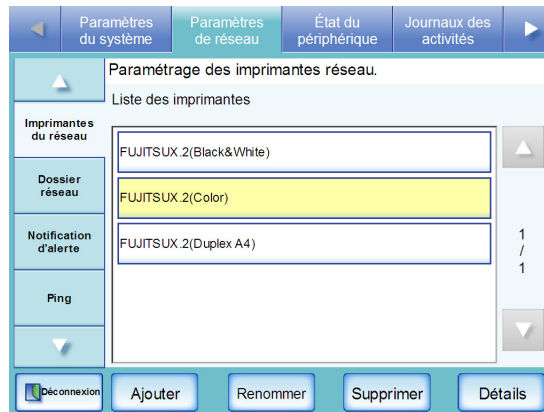 Paramètres
du système
Paramètres
de réseau
État du
périphérique
Journaux des
activités
Paramétrage des imprimantes réseau.
Liste des imprimantes
Imprimantes
du réseau
Dossier
réseau
Notification
d'alerte
Ping
FUJITSUX.2(Black&White)
FUJITSUX.2(Color)
FUJITSUX.2(Duplex A4)
1
/
1
Déconnexion
Ajouter
Renommer
Supprimer
Détails